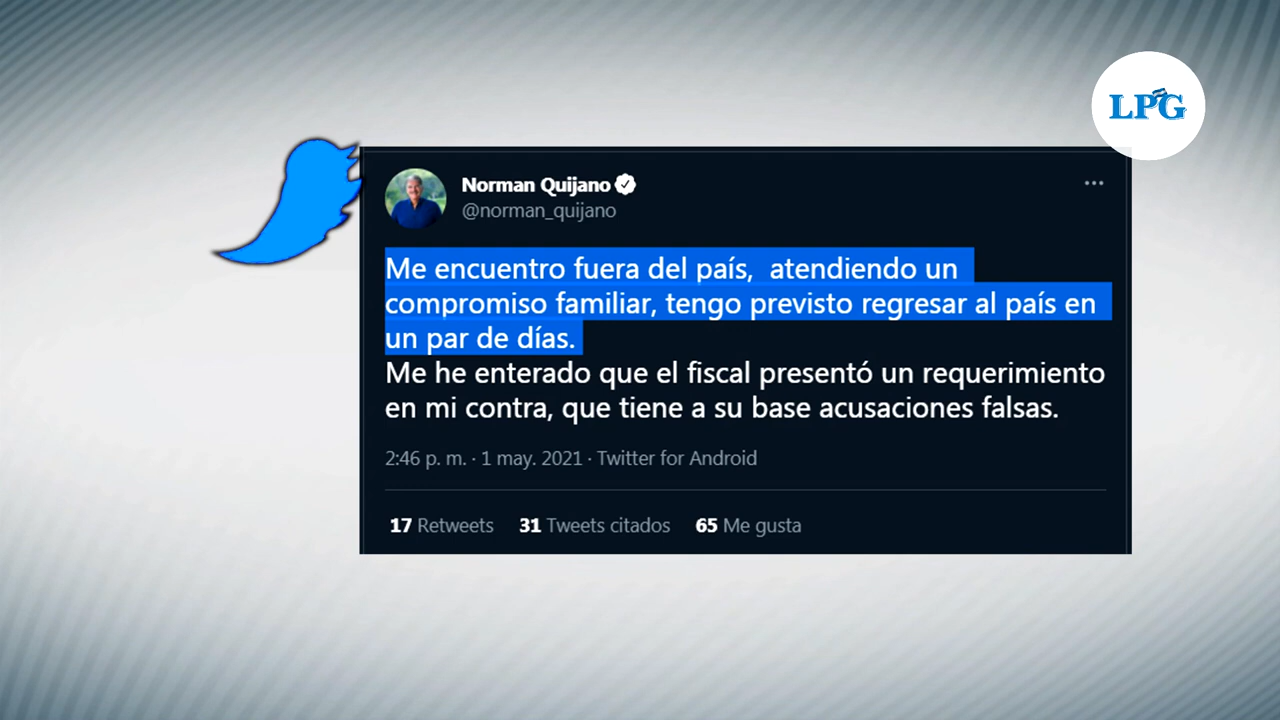 LPG
Norman Quijano
@norman_quijano
Me encuentro fuera del país,  atendiendo un
compromiso familiar, tengo previsto regresar al país en
un par de días.
Me he enterado que el fiscal presentó un requerimiento
en mi contra, que tiene a su base acusaciones falsas.
2:46 p. m. · 1 may. 2021 · Twitter for Android
17 Retweets 31 Tweets citados 65 Me gusta